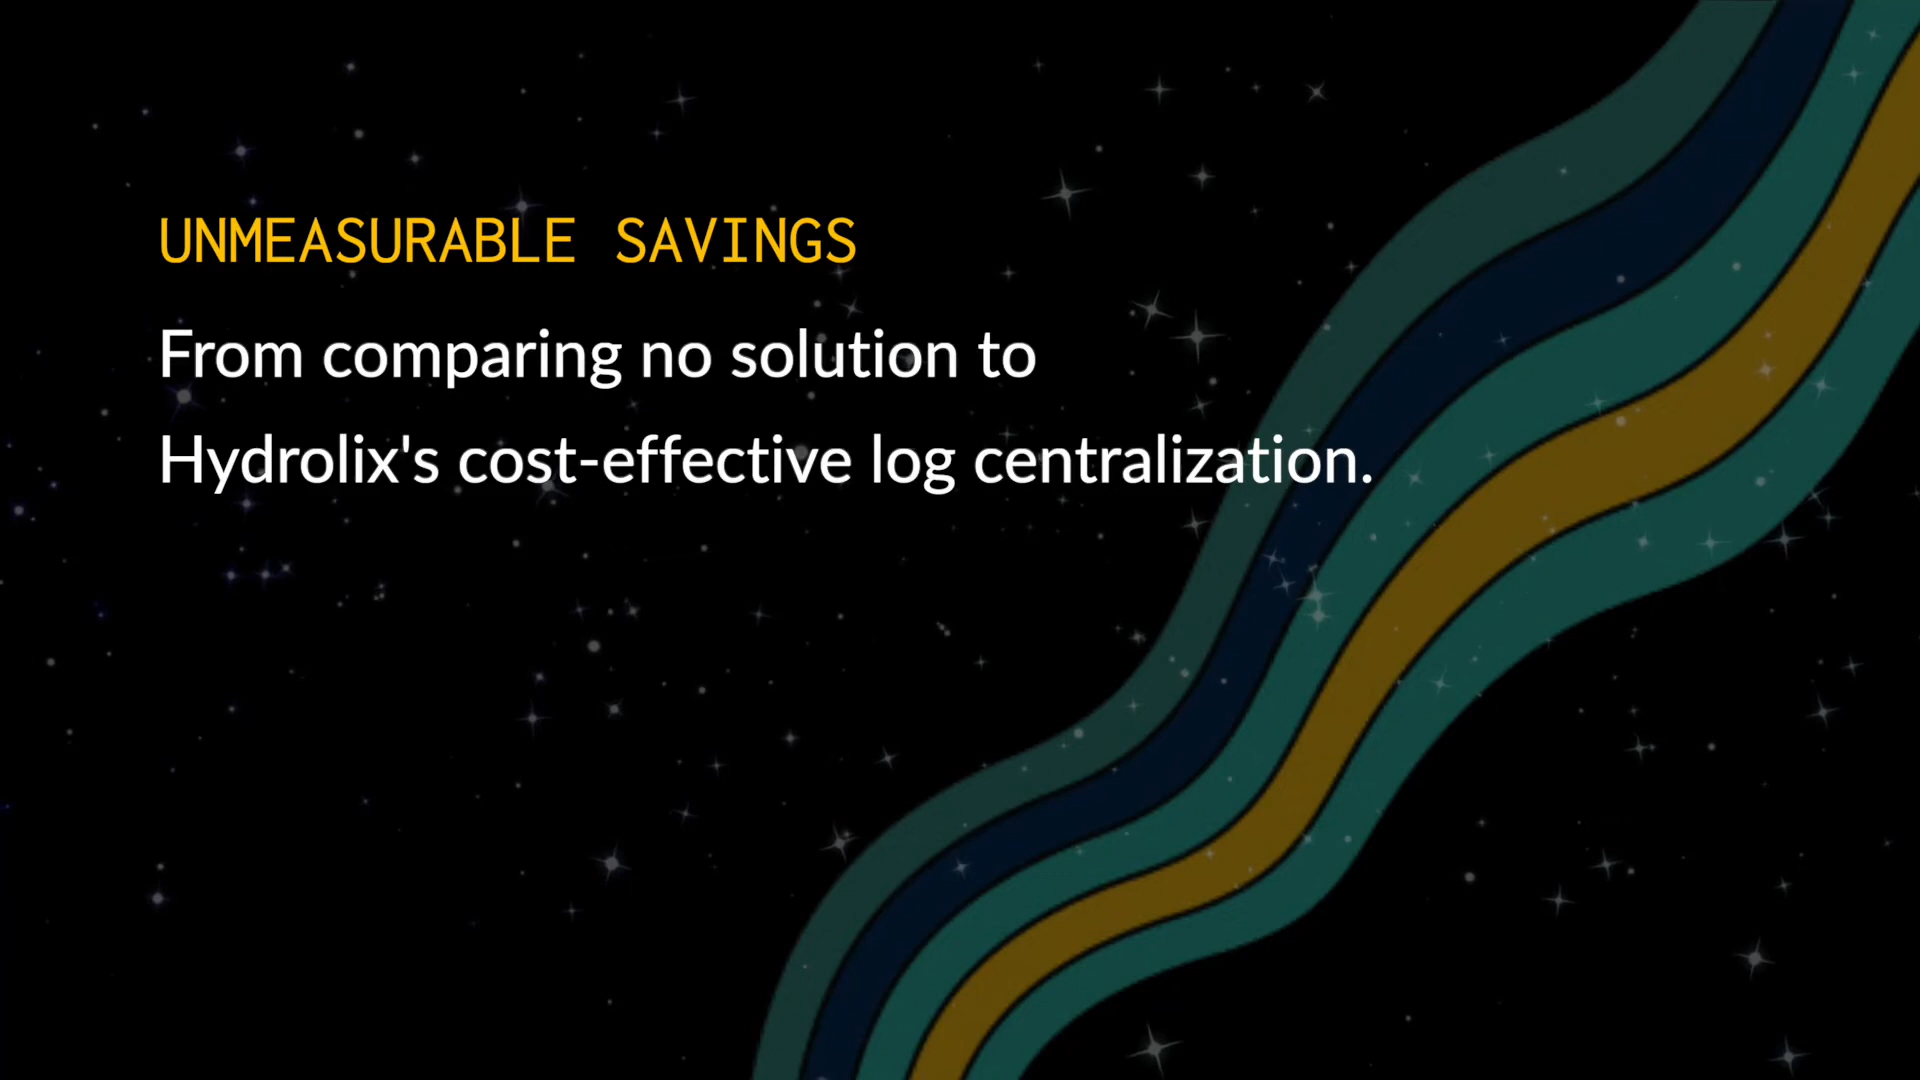 UNMEASURABLE SAVINGS
From comparing no solution to
Hydrolix's cost-effective log centralization.